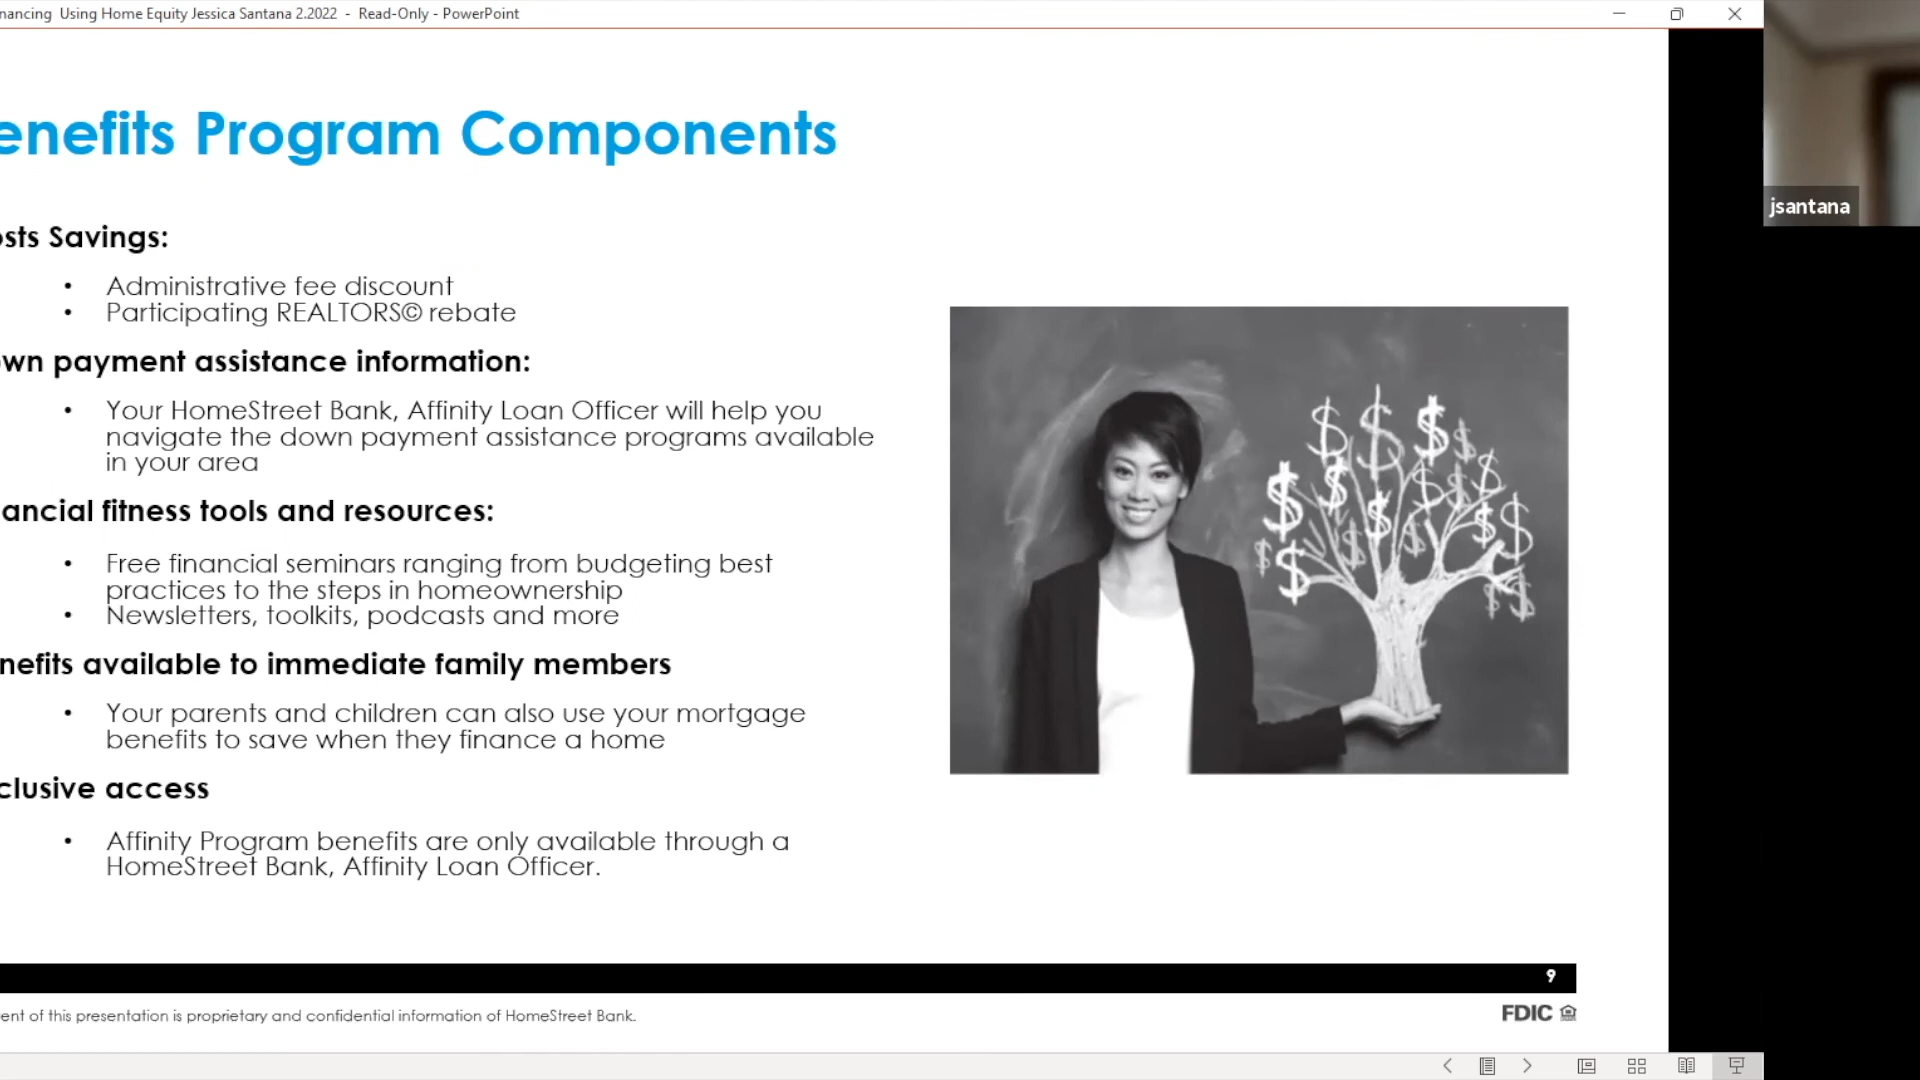 nancing Using Home Equity Jessica Santana 2.2022 - Read-Only - PowerPoint
enefits Program Components
jsantana
osts Savings:
• Administrative fee discount
• Participating REALTORS© rebate
own payment assistance information:
• Your HomeStreet Bank, Affinity Loan Officer will help you
navigate the down payment assistance programs available
in your area
ancial fitness tools and resources:
• Free financial seminars ranging from budgeting best
practices to the steps in homeownership
• Newsletters, toolkits, podcasts and more
nefits available to immediate family members
• Your parents and children can also use your mortgage
benefits to save when they finance a home
clusive access
• Affinity Program benefits are only available through a
HomeStreet Bank, Affinity Loan Officer.
9
ent of this presentation is proprietary and confidential information of HomeStreet Bank.
FDIC